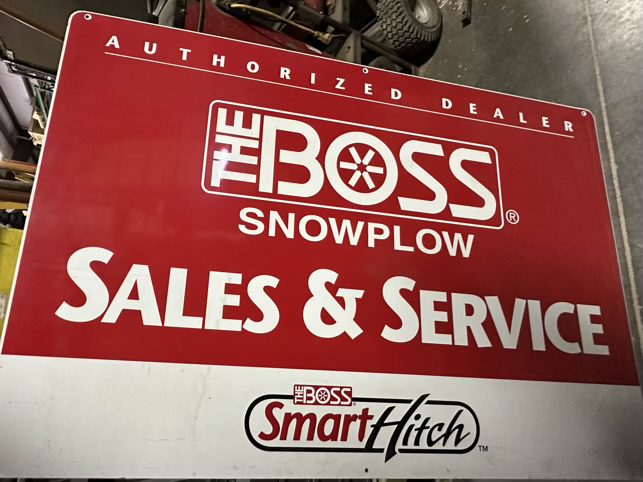 AUTHORIZED DEALER
THE BOSS®
SNOWPLOW
SALES & SERVICE
THE BOSS®
SmartHitch™